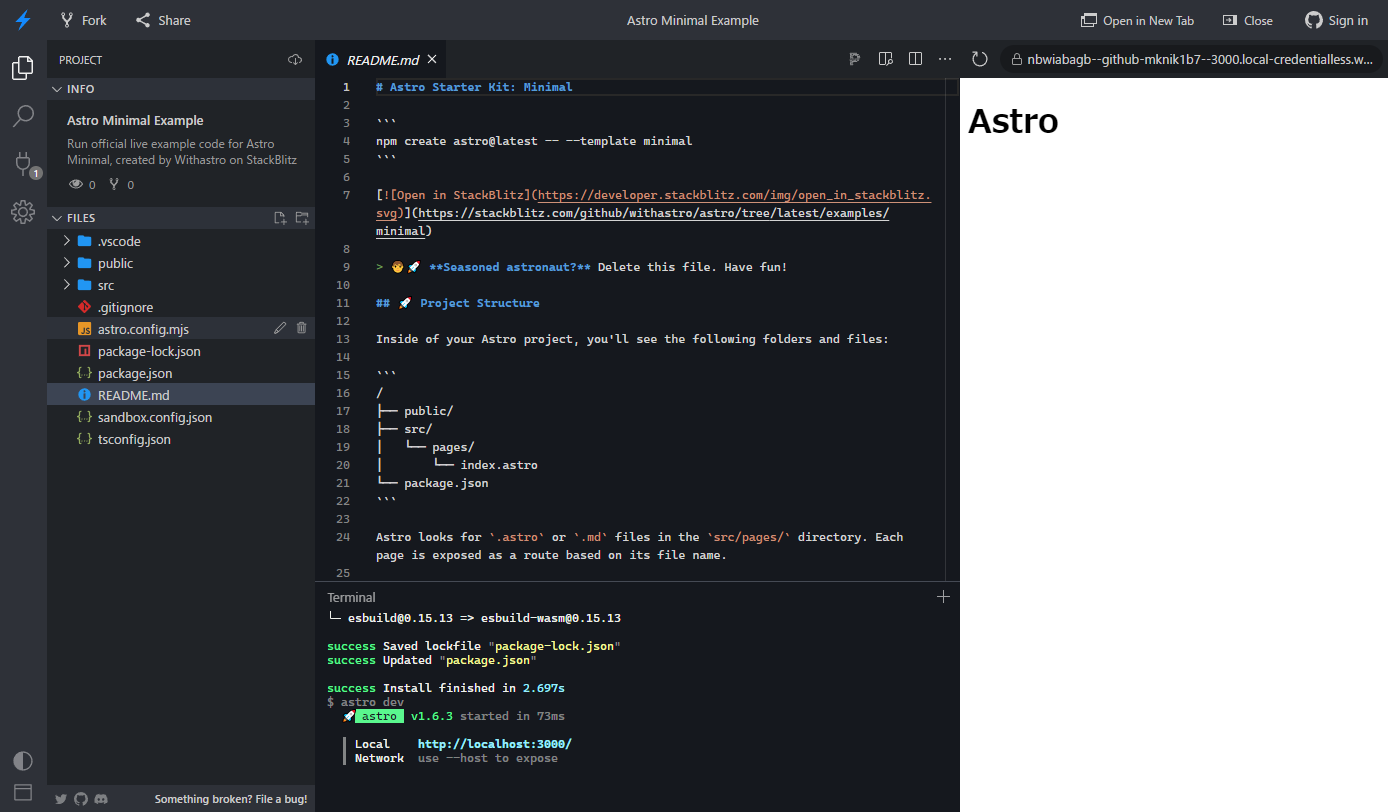 Fork
Share
Astro Minimal Example
Open in New Tab
Close
Sign in
PROJECT
INFO
Astro Minimal Example
Run official live example code for Astro
Minimal, created by Withastro on StackBlitz
0
0
1
FILES
.vscode
public
src
.gitignore
JS
astro.config.mjs
package-lock.json
{..} package.json
README.md
{..} sandbox.config.json
{..} tsconfig.json
Something broken? File a bug!
README.md
nbwiabagb--github-mknik1b7--3000.local-credentialless.w...
1 # Astro Starter Kit: Minimal
2
3 ```
4 npm create astro@latest -- --template minimal
5 ```
6
7 [![Open in StackBlitz](https://developer.stackblitz.com/img/open_in_stackblitz.
svg)](https://stackblitz.com/github/withastro/astro/tree/latest/examples/
minimal)
8
9 > 🧑‍🚀 **Seasoned astronaut?** Delete this file. Have fun!
10
11 ## 🚀 Project Structure
12
13 Inside of your Astro project, you'll see the following folders and files:
14
15 ```
16 /
17 ├── public/
18 ├── src/
19 │   └── pages/
20 │       └── index.astro
21 └── package.json
22 ```
23
24 Astro looks for `.astro` or `.md` files in the `src/pages/` directory. Each
page is exposed as a route based on its file name.
25
Terminal
└─ esbuild@0.15.13 => esbuild-wasm@0.15.13
success Saved lockfile "package-lock.json"
success Updated "package.json"
success Install finished in 2.697s
$ astro dev
🚀 astro v1.6.3 started in 73ms
Local http://localhost:3000/
Network use --host to expose
Astro